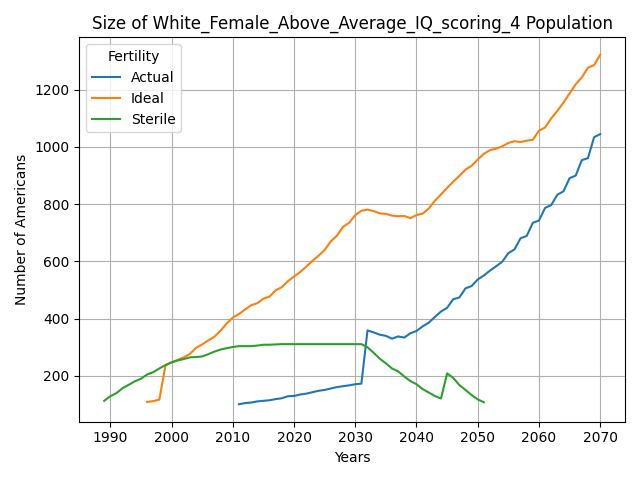 Size of White_Female_Above_Average_IQ_scoring_4 Population
Fertility
Actual
Ideal
Sterile
Number of Americans
1200
1000
800
600
400
200
1990 2000 2010 2020 2030 2040 2050 2060 2070
Years